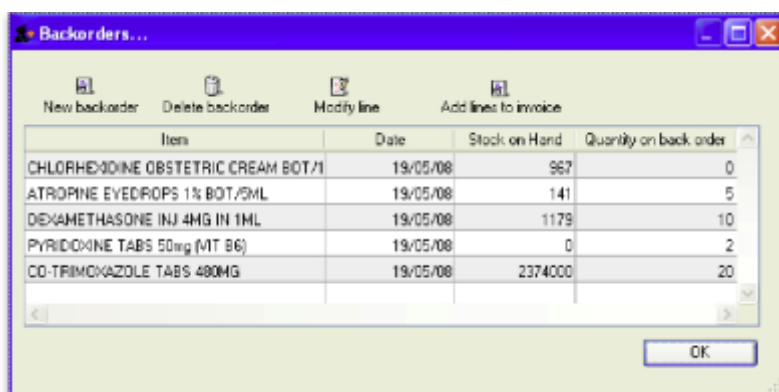 Backorders...
New backorder Delete backorder Modify line Add lines to invoice
Item Date Stock on Hand Quantity on back order
CHLORHEXIDINE OBSTETRIC CREAM BOT/1 19/05/08 967 0
ATROPINE EYEDROPS 1% BOT/5ML 19/05/08 141 5
DEXAMETHASONE INJ 4MG IN 1ML 19/05/08 1179 10
PYRIDOXINE TABS 50mg (VIT B6) 19/05/08 0 2
CO-TRIMOXAZOLE TABS 480MG 19/05/08 2374000 20
OK